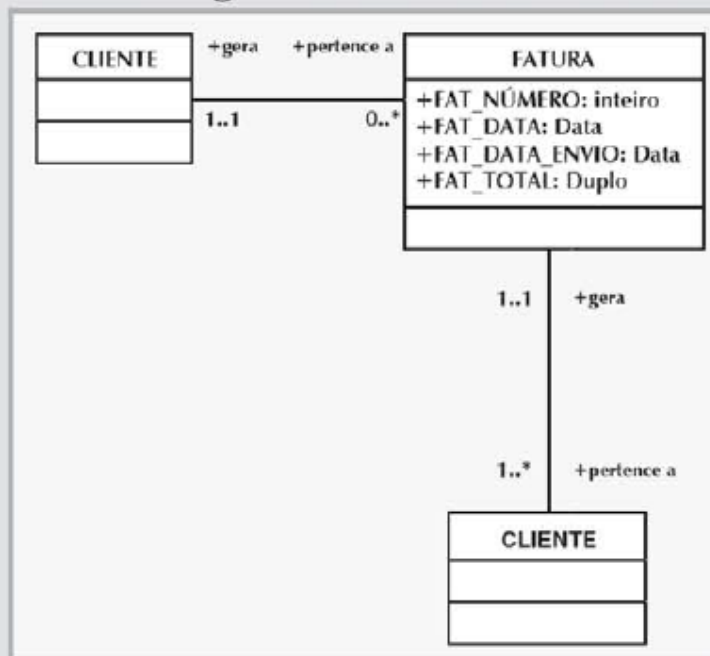 CLIENTE
+gera
+pertence a
1..1
0..*
FATURA
+FAT_NÚMERO: inteiro
+FAT_DATA: Data
+FAT_DATA_ENVIO: Data
+FAT_TOTAL: Duplo
1..1 +gera
1..* +pertence a
CLIENTE